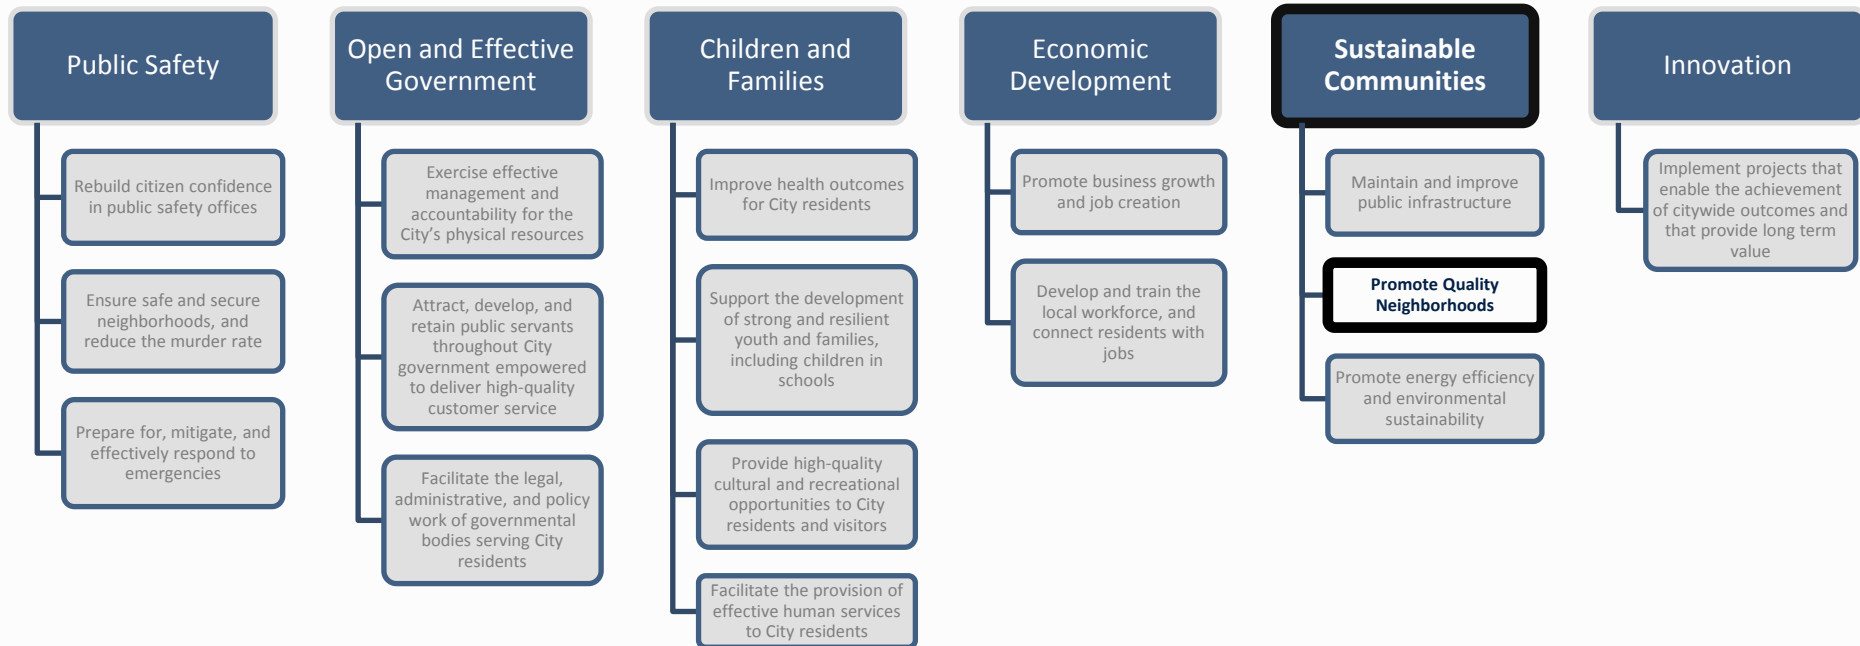 Public Safety
Rebuild citizen confidence
in public safety offices
Ensure safe and secure
neighborhoods, and
reduce the murder rate
Prepare for, mitigate, and
effectively respond to
emergencies
Open and Effective
Government
Exercise effective
management and
accountability for the
City’s physical resources
Attract, develop, and
retain public servants
throughout City
government empowered
to deliver high-quality
customer service
Facilitate the legal,
administrative, and policy
work of governmental
bodies serving City
residents
Children and
Families
Improve health outcomes
for City residents
Support the development
of strong and resilient
youth and families,
including children in
schools
Provide high-quality
cultural and recreational
opportunities to City
residents and visitors
Facilitate the provision of
effective human services
to City residents
Economic
Development
Promote business growth
and job creation
Develop and train the
local workforce, and
connect residents with
jobs
Sustainable
Communities
Maintain and improve
public infrastructure
Promote Quality
Neighborhoods
Promote energy efficiency
and environmental
sustainability
Innovation
Implement projects that
enable the achievement
of citywide outcomes and
that provide long term
value